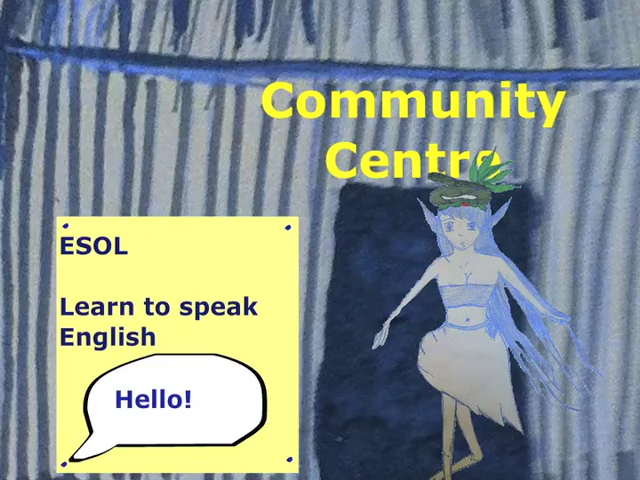 Community
Centre
ESOL
Learn to speak
English
Hello!